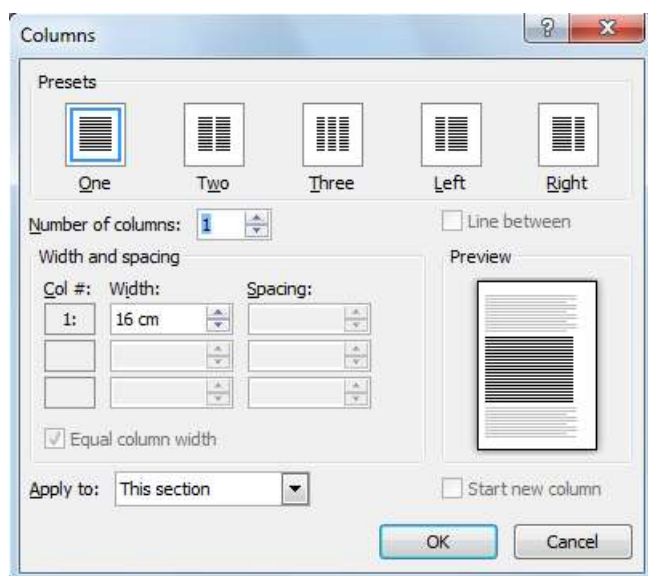 Columns
Presets
One Two Three Left Right
Number of columns: 1 Line between
Width and spacing Preview
Col #: Width: Spacing:
1: 16 cm
Equal column width
Apply to: This section Start new column
OK Cancel